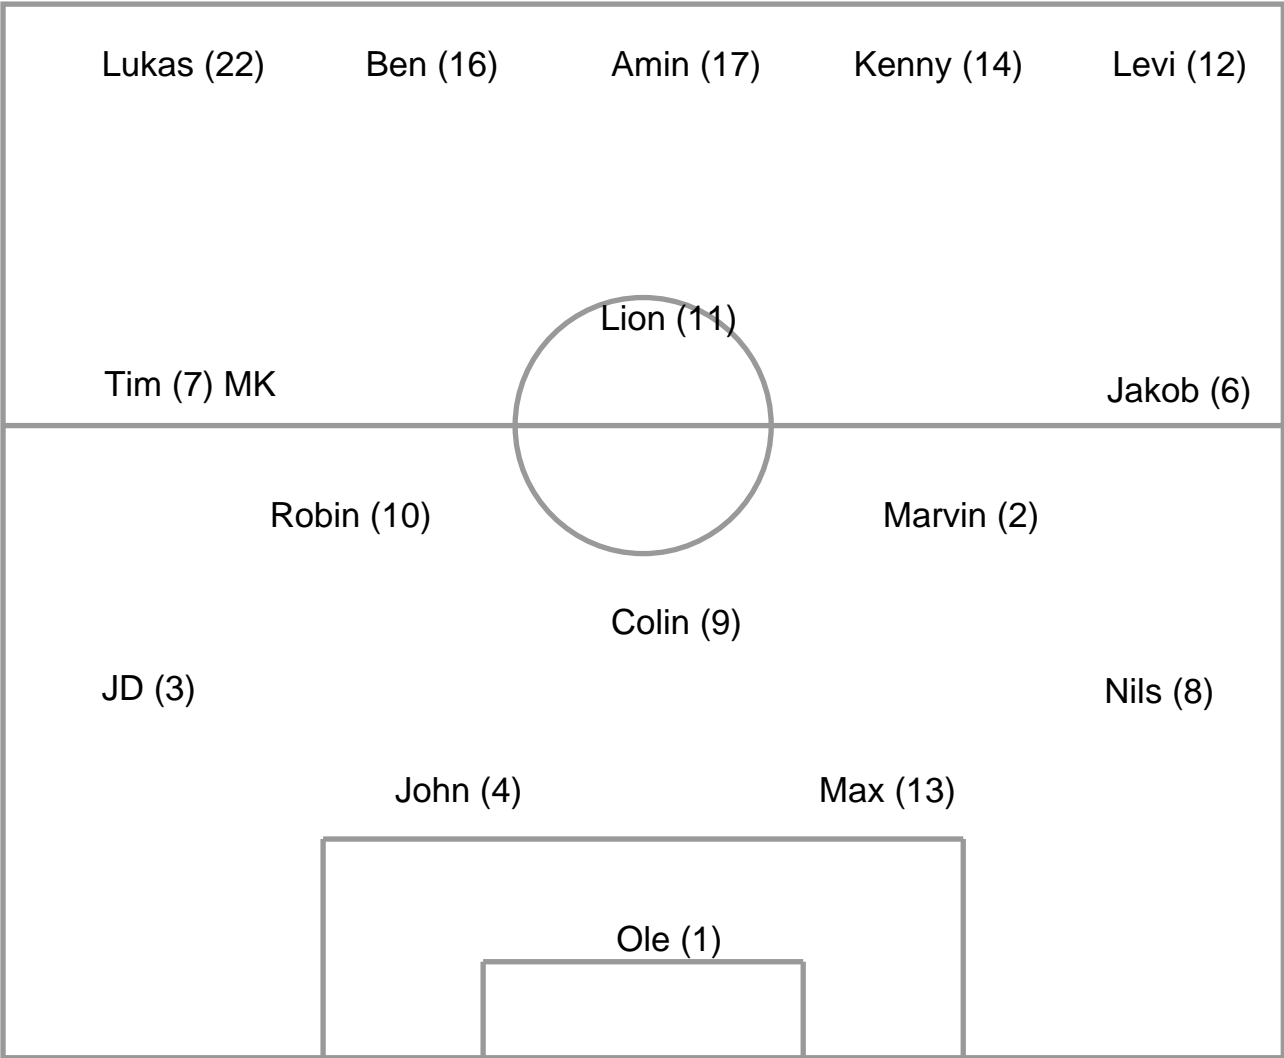 Lukas (22) Ben (16) Amin (17) Kenny (14) Levi (12)
Lion (11)
Tim (7) MK Jakob (6)
Robin (10) Marvin (2)
Colin (9)
JD (3) Nils (8)
John (4) Max (13)
Ole (1)